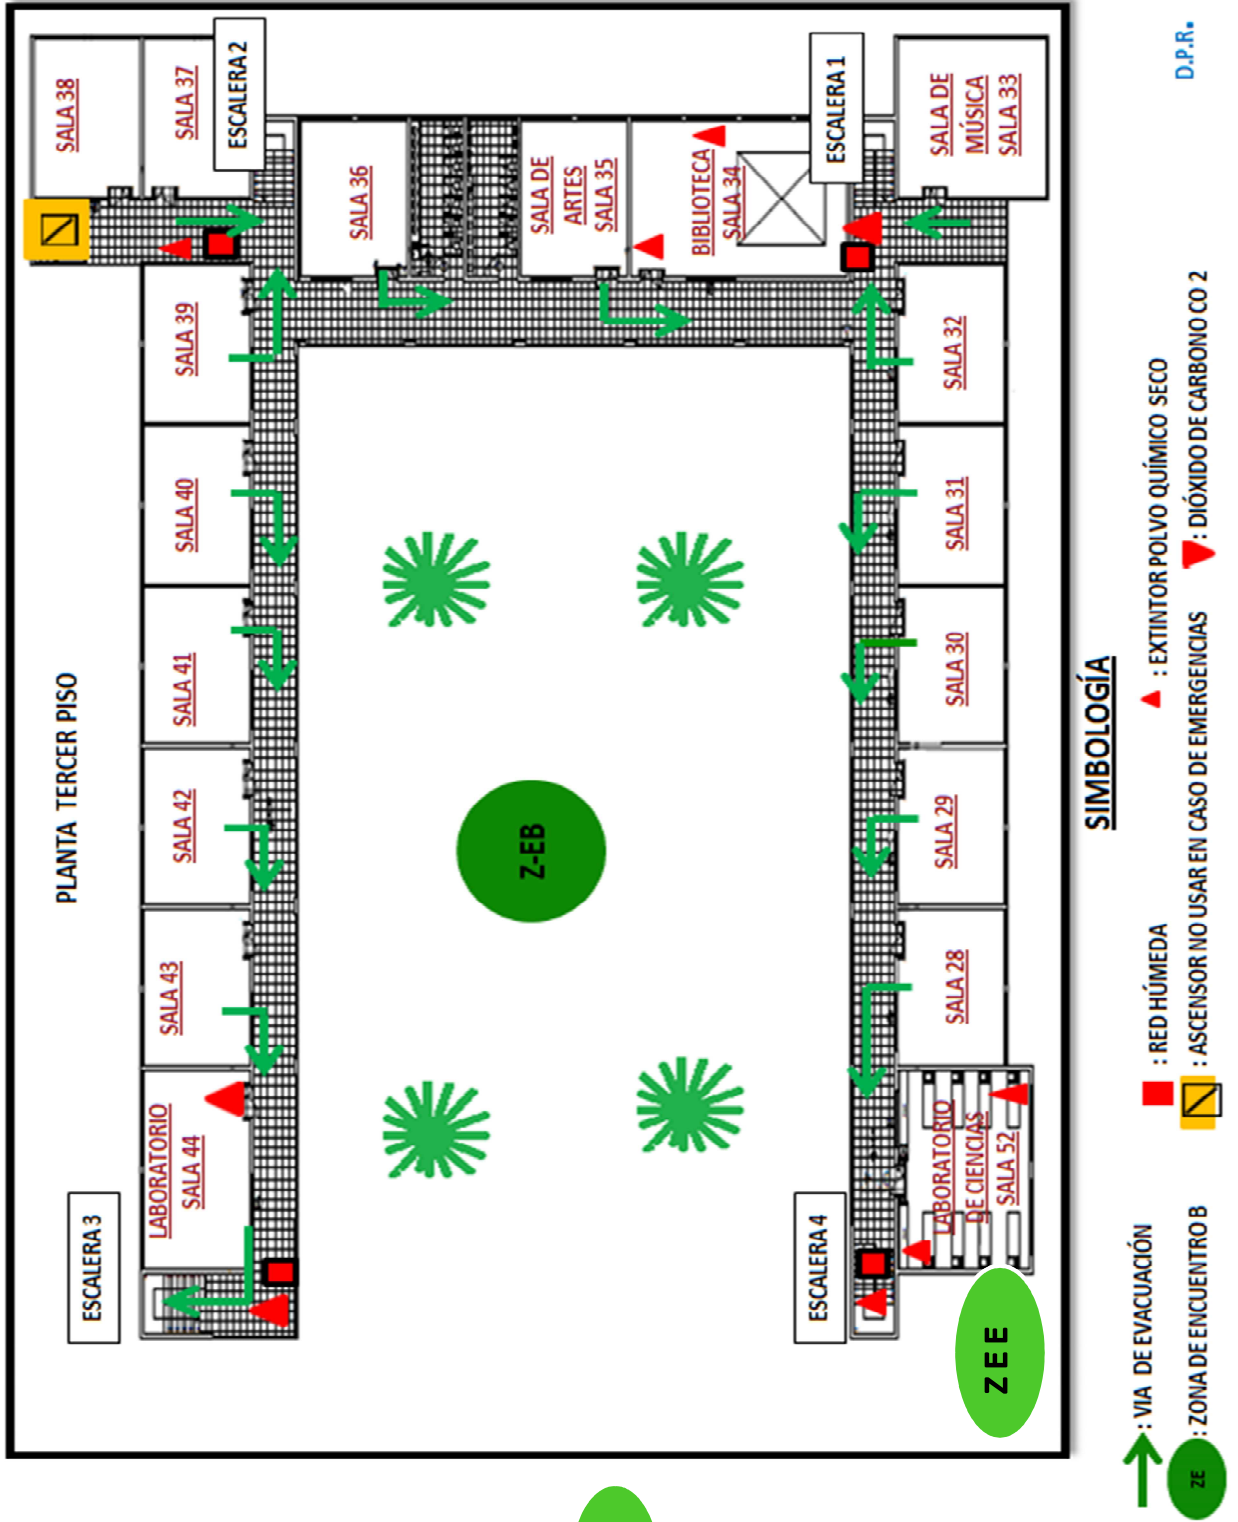 PLANTA TERCER PISO
ESCALERA 3
LABORATORIO
SALA 44
SALA 43
SALA 42
SALA 41
SALA 40
SALA 39
SALA 38
SALA 37
ESCALERA 2
SALA 36
SALA DE
ARTES
SALA 35
BIBLIOTECA
SALA 34
Z-EB
ESCALERA 1
ESCALERA 4
LABORATORIO
DE CIENCIAS
SALA 52
SALA 28
SALA 29
SALA 30
SALA 31
SALA 32
SALA DE
MÚSICA
SALA 33
Z E E
SIMBOLOGÍA
: VIA DE EVACUACIÓN
: RED HÚMEDA
: EXTINTOR POLVO QUÍMICO SECO
ZE
: ZONA DE ENCUENTRO B
: ASCENSOR NO USAR EN CASO DE EMERGENCIAS
: DIÓXIDO DE CARBONO CO 2
D.P.R.